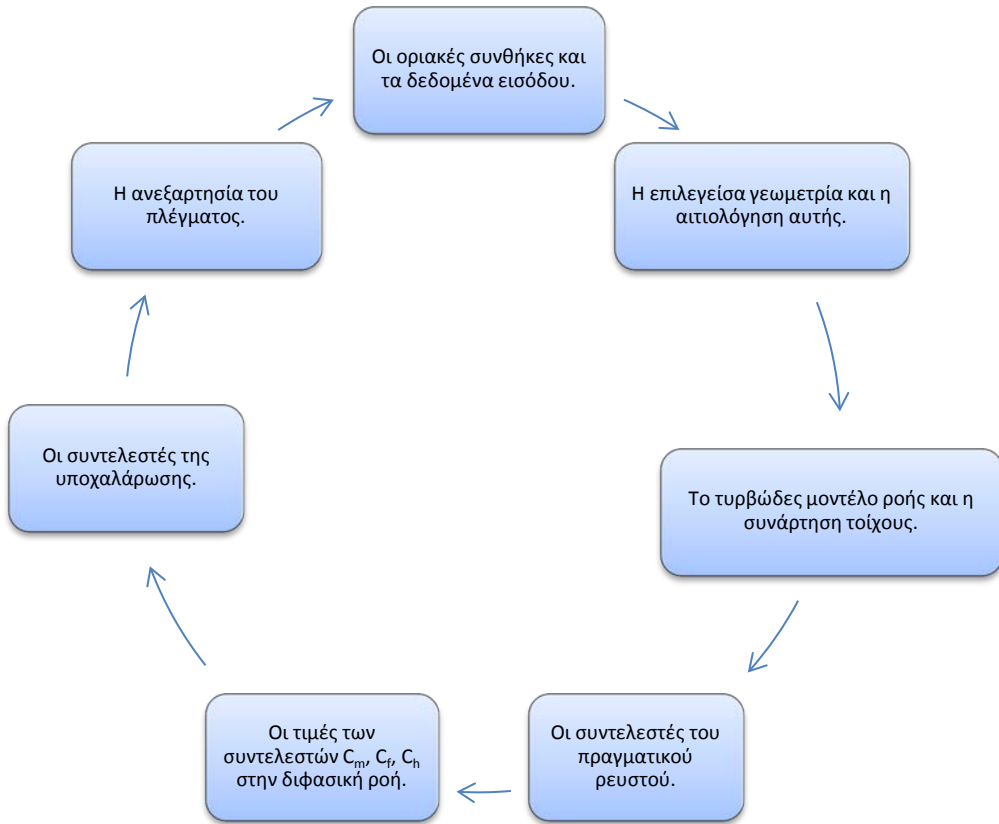 Οι οριακές συνθήκες και
τα δεδομένα εισόδου.
Η επιλεγείσα γεωμετρία και η
αιτιολόγηση αυτής.
Το τυρβώδες μοντέλο ροής και η
συνάρτηση τοίχους.
Οι συντελεστές του
πραγματικού
ρευστού.
Οι τιμές των
συντελεστών Cm, Cf, Ch
στην διφασική ροή.
Οι συντελεστές της
υποχαλάρωσης.
Η ανεξαρτησία του
πλέγματος.